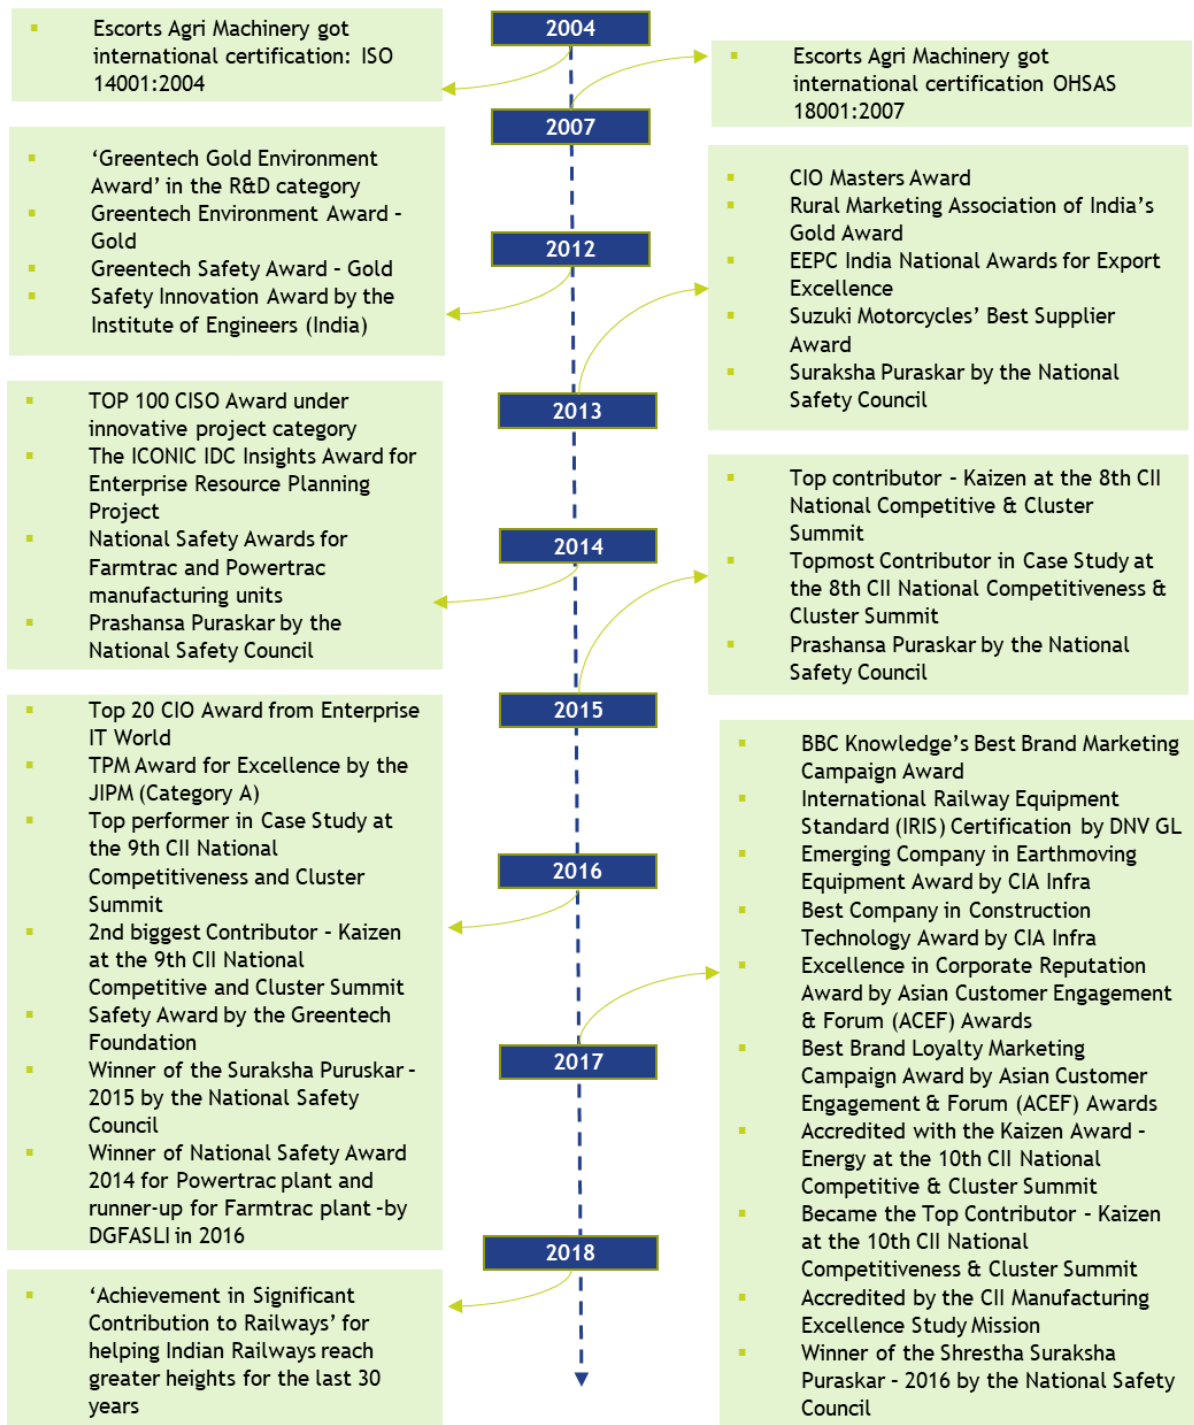 2004
Escorts Agri Machinery got
international certification: ISO
14001:2004
2007
Escorts Agri Machinery got
international certification OHSAS
18001:2007
2012
‘Greentech Gold Environment
Award’ in the R&D category
Greentech Environment Award –
Gold
Greentech Safety Award – Gold
Safety Innovation Award by the
Institute of Engineers (India)
2013
CIO Masters Award
Rural Marketing Association of India’s
Gold Award
EEPC India National Awards for Export
Excellence
Suzuki Motorcycles’ Best Supplier
Award
Suraksha Puraskar by the National
Safety Council
2014
TOP 100 CISO Award under
innovative project category
The ICONIC IDC Insights Award for
Enterprise Resource Planning
Project
National Safety Awards for
Farmtrac and Powertrac
manufacturing units
Prashansa Puraskar by the
National Safety Council
2015
Top contributor – Kaizen at the 8th CII
National Competitive & Cluster
Summit
Topmost Contributor in Case Study at
the 8th CII National Competitiveness &
Cluster Summit
Prashansa Puraskar by the National
Safety Council
2016
Top 20 CIO Award from Enterprise
IT World
TPM Award for Excellence by the
JIPM (Category A)
Top performer in Case Study at
the 9th CII National
Competitiveness and Cluster
Summit
2nd biggest Contributor – Kaizen
at the 9th CII National
Competitive and Cluster Summit
Safety Award by the Greentech
Foundation
Winner of the Suraksha Puruskar –
2015 by the National Safety
Council
Winner of National Safety Award
2014 for Powertrac plant and
runner-up for Farmtrac plant –by
DGFASLI in 2016
2017
BBC Knowledge’s Best Brand Marketing
Campaign Award
International Railway Equipment
Standard (IRIS) Certification by DNV GL
Emerging Company in Earthmoving
Equipment Award by CIA Infra
Best Company in Construction
Technology Award by CIA Infra
Excellence in Corporate Reputation
Award by Asian Customer Engagement
& Forum (ACEF) Awards
Best Brand Loyalty Marketing
Campaign Award by Asian Customer
Engagement & Forum (ACEF) Awards
Accredited with the Kaizen Award –
Energy at the 10th CII National
Competitive & Cluster Summit
Became the Top Contributor – Kaizen
at the 10th CII National
Competitiveness & Cluster Summit
Accredited by the CII Manufacturing
Excellence Study Mission
Winner of the Shrestha Suraksha
Puraskar – 2016 by the National Safety
Council
2018
‘Achievement in Significant
Contribution to Railways’ for
helping Indian Railways reach
greater heights for the last 30
years